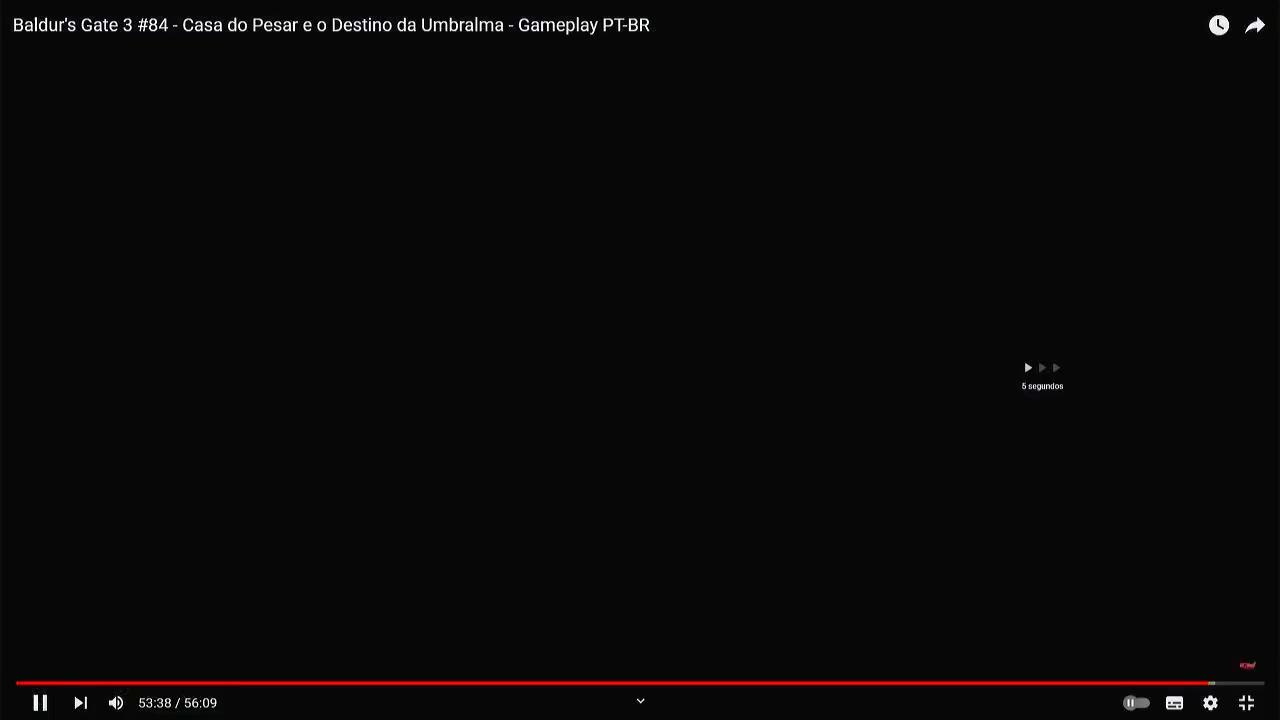 Baldur's Gate 3 #84 - Casa do Pesar e o Destino da Umbralma - Gameplay PT-BR
5 segundos
53:38 / 56:09